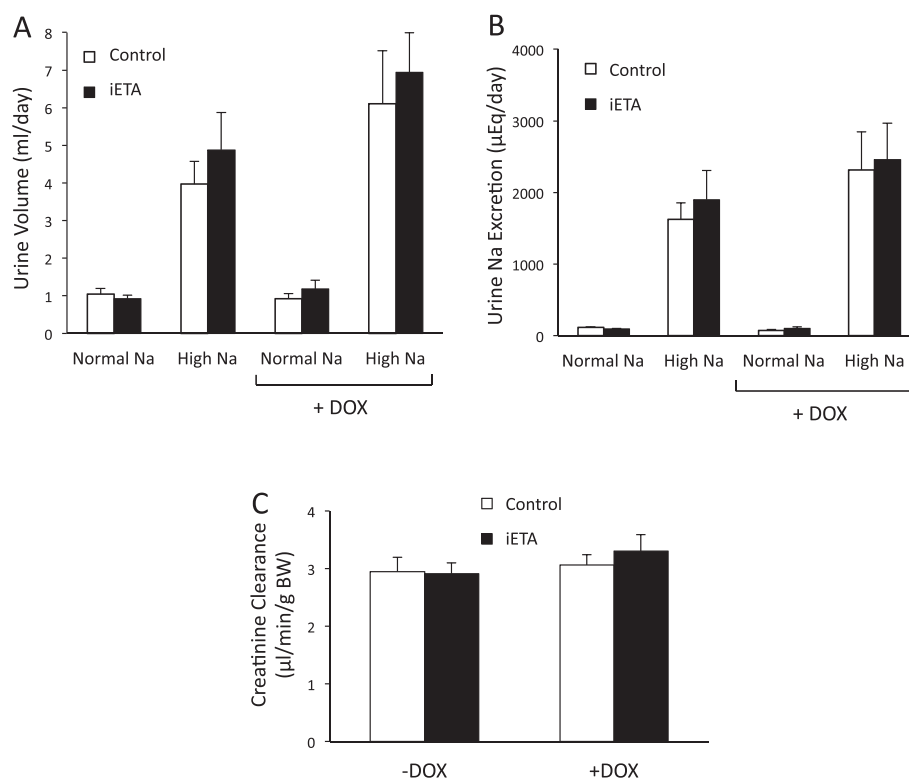 A
Urine Volume (ml/day)
8
7
6
5
4
3
2
1
0
Control
iETA
Normal Na High Na Normal Na High Na
+ DOX
B
Urine Na Excretion (μEq/day)
4000
3000
2000
1000
0
Control
iETA
Normal Na High Na Normal Na High Na
+ DOX
C
Creatinine Clearance
(μl/min/g BW)
4
3
2
1
0
Control
iETA
-DOX +DOX